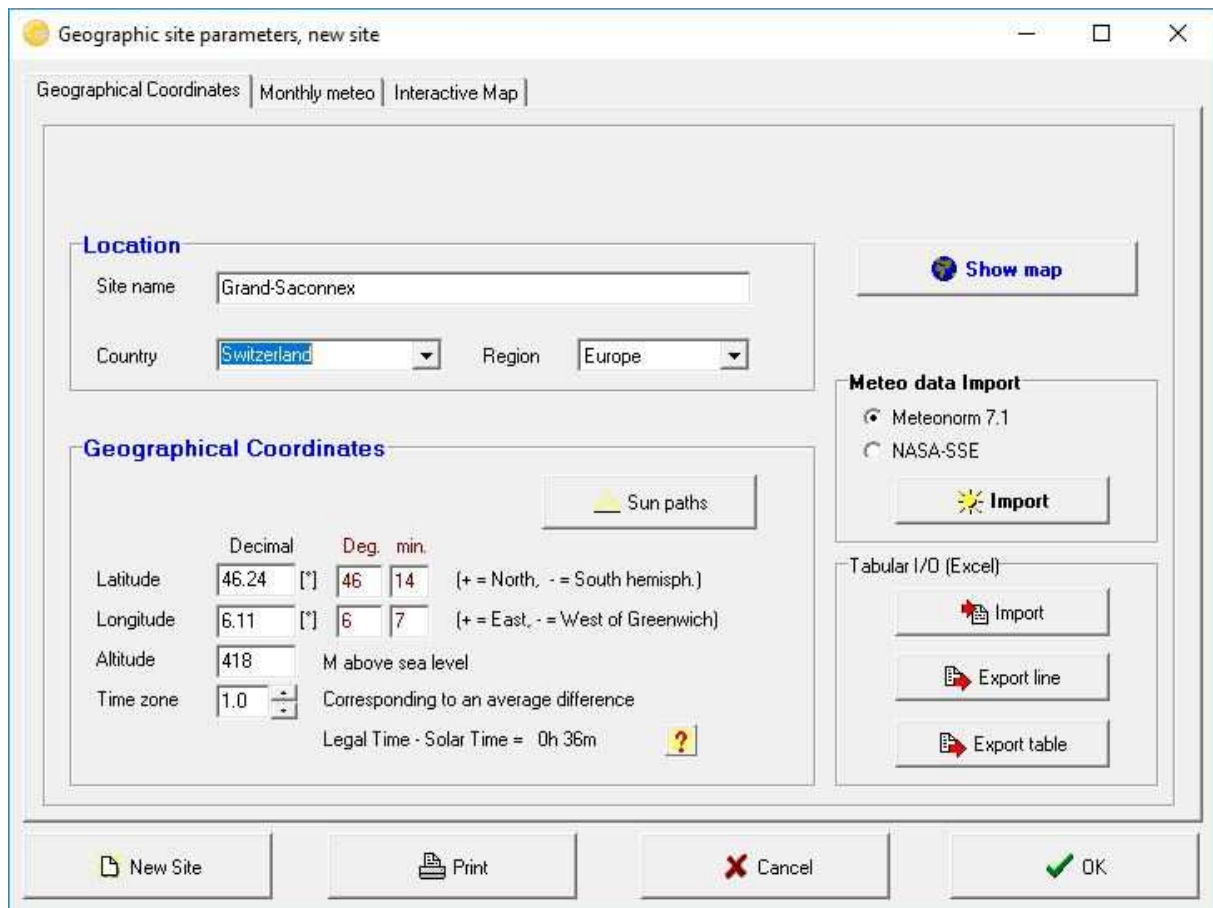 Geographic site parameters, new site
Geographical Coordinates Monthly meteo Interactive Map
Location
Site name Grand-Saconnex
Country Switzerland Region Europe
Show map
Meteo data Import
Meteonorm 7.1
NASA-SSE
Import
Geographical Coordinates
Sun paths
Decimal Deg. min.
Latitude 46.24 [°] 46 14 (+ = North, - = South hemisph.)
Longitude 6.11 [°] 6 7 (+ = East, - = West of Greenwich)
Altitude 418 M above sea level
Time zone 1.0 Corresponding to an average difference
Legal Time - Solar Time = 0h 36m ?
Tabular I/O (Excel)
Import
Export line
Export table
New Site Print Cancel OK